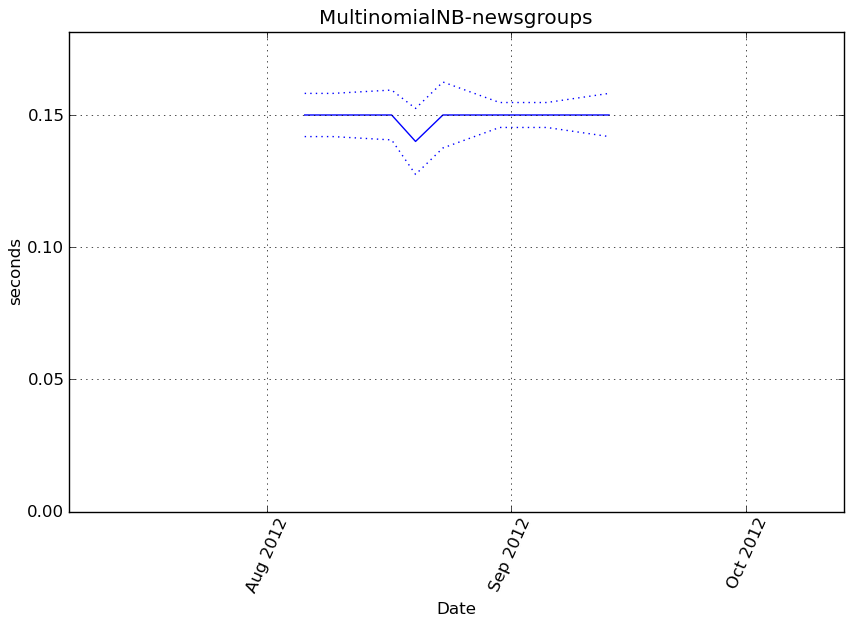 MultinomialNB-newsgroups
0.15
0.10
0.05
0.00
seconds
Aug 2012
Sep 2012
Oct 2012
Date